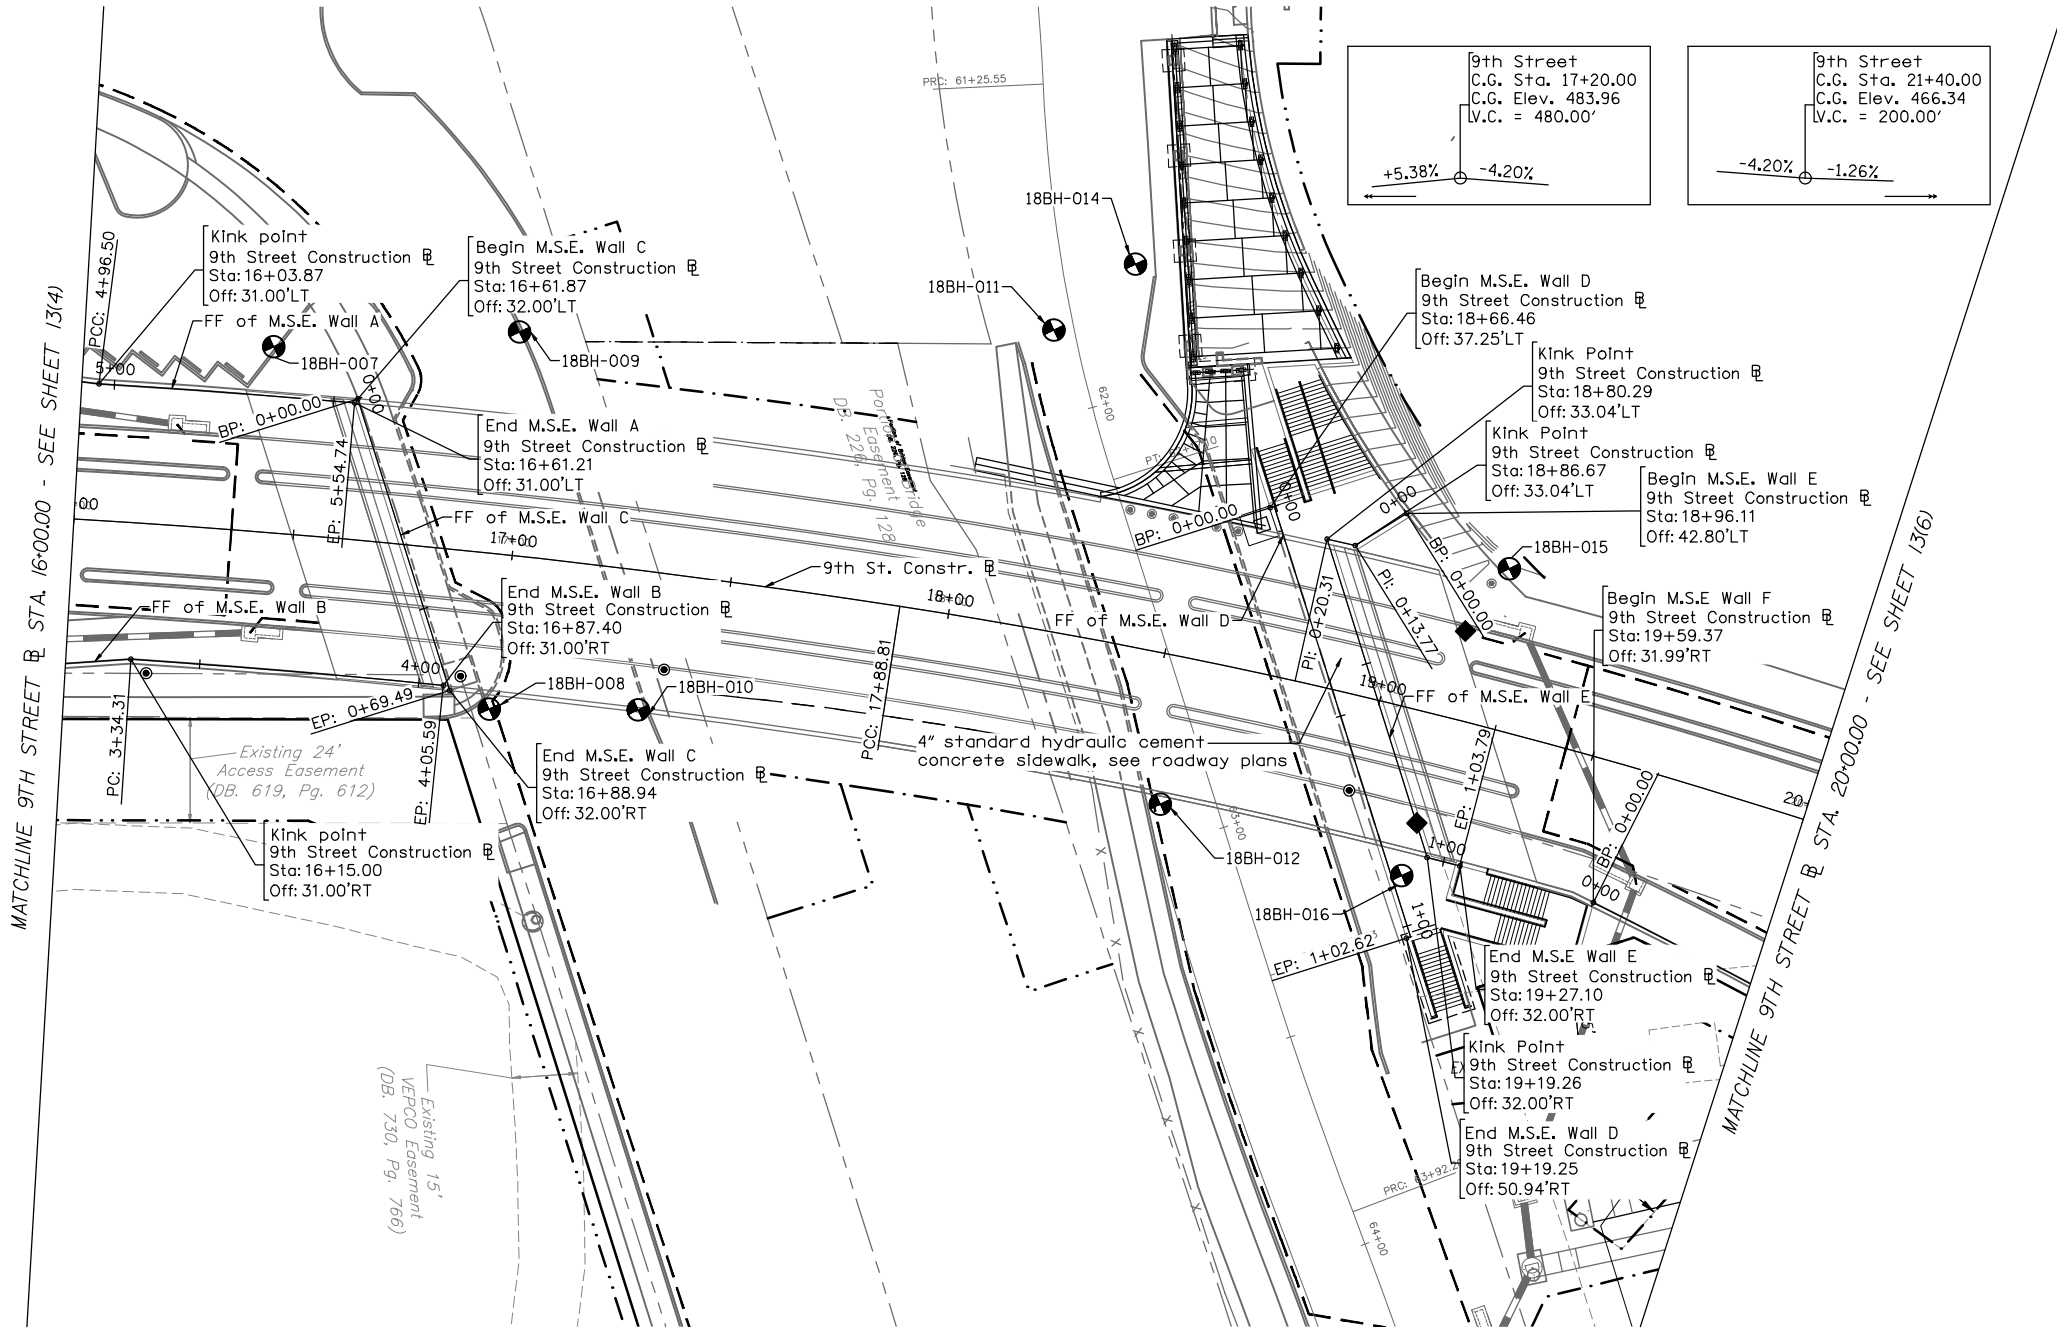 PRC: 61+25.55
9th Street
C.G. Sta. 17+20.00
C.G. Elev. 483.96
V.C. = 480.00'
+5.38%
-4.20%
9th Street
C.G. Sta. 21+40.00
C.G. Elev. 466.34
V.C. = 200.00'
-4.20%
-1.26%
MATCHLINE 9TH STREET ℞ STA. 16+00.00 - SEE SHEET 13(4)
PCC: 4+96.50
Kink point
9th Street Construction ℞
Sta: 16+03.87
Off: 31.00'LT
FF of M.S.E. Wall A
5+00
18BH-007
Begin M.S.E. Wall C
9th Street Construction ℞
Sta: 16+61.87
Off: 32.00'LT
18BH-009
18BH-014
18BH-011
0+00
BP: 0+00.00
EP: 5+54.74
End M.S.E. Wall A
9th Street Construction ℞
Sta: 16+61.21
Off: 31.00'LT
FF of M.S.E. Wall C
17+00
DB. 226, Pg. 128
Easement
62+00
Begin M.S.E. Wall D
9th Street Construction ℞
Sta: 18+66.46
Off: 37.25'LT
Kink Point
9th Street Construction ℞
Sta: 18+80.29
Off: 33.04'LT
Kink Point
9th Street Construction ℞
Sta: 18+86.67
Off: 33.04'LT
Begin M.S.E. Wall E
9th Street Construction ℞
Sta: 18+96.11
Off: 42.80'LT
0+00
BP: 0+00.00
0+00
BP: 0+00.00
18BH-015
9th St. Constr. ℞
18+00
FF of M.S.E. Wall B
End M.S.E. Wall B
9th Street Construction ℞
Sta: 16+87.40
Off: 31.00'RT
FF of M.S.E. Wall D
PI: 0+20.31
PI: 0+13.77
Begin M.S.E Wall F
9th Street Construction ℞
Sta: 19+59.37
Off: 31.99'RT
4+00
EP: 0+69.49
PC: 3+34.31
EP: 4+05.59
18BH-008
18BH-010
PCC: 17+88.81
19+00
FF of M.S.E. Wall E
4" standard hydraulic cement
concrete sidewalk, see roadway plans
Existing 24'
Access Easement
(DB. 619, Pg. 612)
End M.S.E. Wall C
9th Street Construction ℞
Sta: 16+88.94
Off: 32.00'RT
Kink point
9th Street Construction ℞
Sta: 16+15.00
Off: 31.00'RT
63+00
18BH-012
EP: 1+03.79
1+00
BP: 0+00.00
0+00
18BH-016
1+00
EP: 1+02.62
End M.S.E Wall E
9th Street Construction ℞
Sta: 19+27.10
Off: 32.00'RT
Kink Point
9th Street Construction ℞
Sta: 19+19.26
Off: 32.00'RT
End M.S.E. Wall D
9th Street Construction ℞
Sta: 19+19.25
Off: 50.94'RT
64+00
Existing 15'
VEPCO Easement
(DB. 730, Pg. 766)
MATCHLINE 9TH STREET ℞ STA. 20+00.00 - SEE SHEET 13(6)